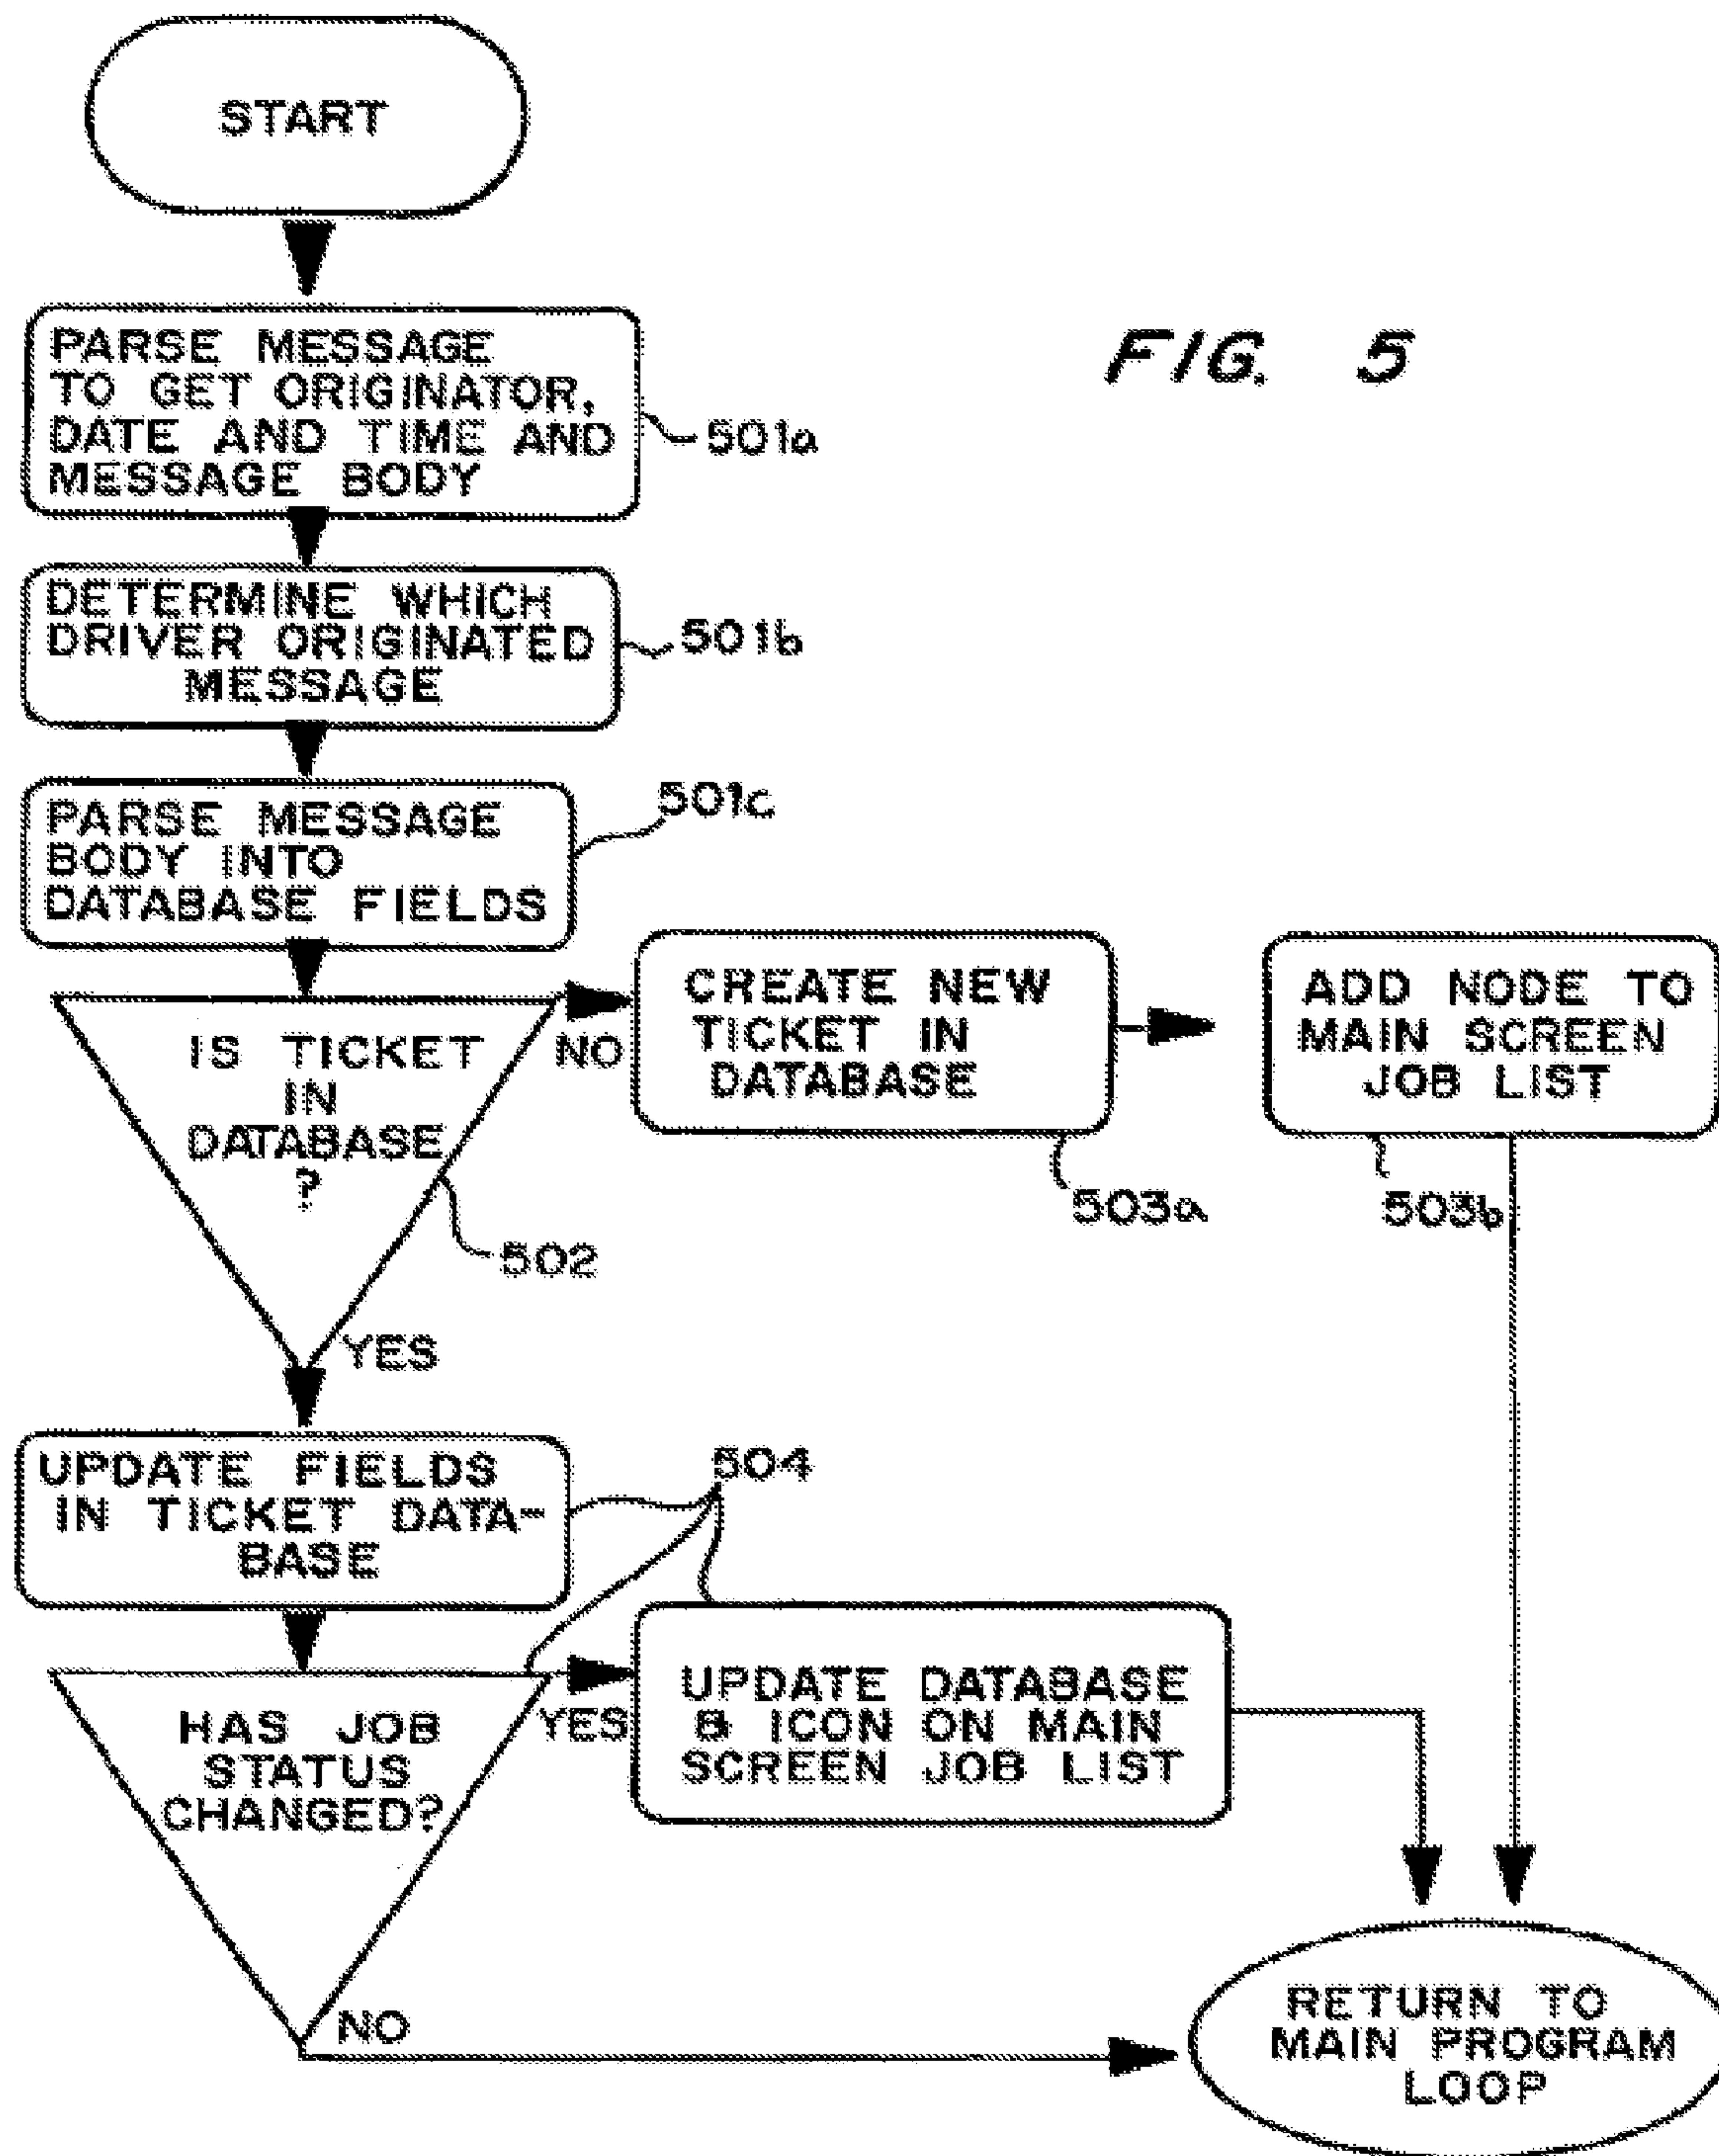 START
FIG. 5
PARSE MESSAGE
TO GET ORIGINATOR,
DATE AND TIME AND
MESSAGE BODY
501a
DETERMINE WHICH
DRIVER ORIGINATED
MESSAGE
501b
PARSE MESSAGE
BODY INTO
DATABASE FIELDS
501c
IS TICKET
IN
DATABASE
?
NO
502
YES
CREATE NEW
TICKET IN
DATABASE
503a
ADD NODE TO
MAIN SCREEN
JOB LIST
503b
UPDATE FIELDS
IN TICKET DATA-
BASE
504
HAS JOB
STATUS
CHANGED?
YES
NO
UPDATE DATABASE
& ICON ON MAIN
SCREEN JOB LIST
RETURN TO
MAIN PROGRAM
LOOP